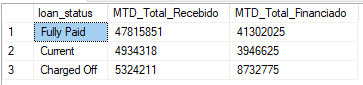 loan_status MTD_Total_Recebido MTD_Total_Financiado
1 Fully Paid 47815851 41302025
2 Current 4934318 3946625
3 Charged Off 5324211 8732775